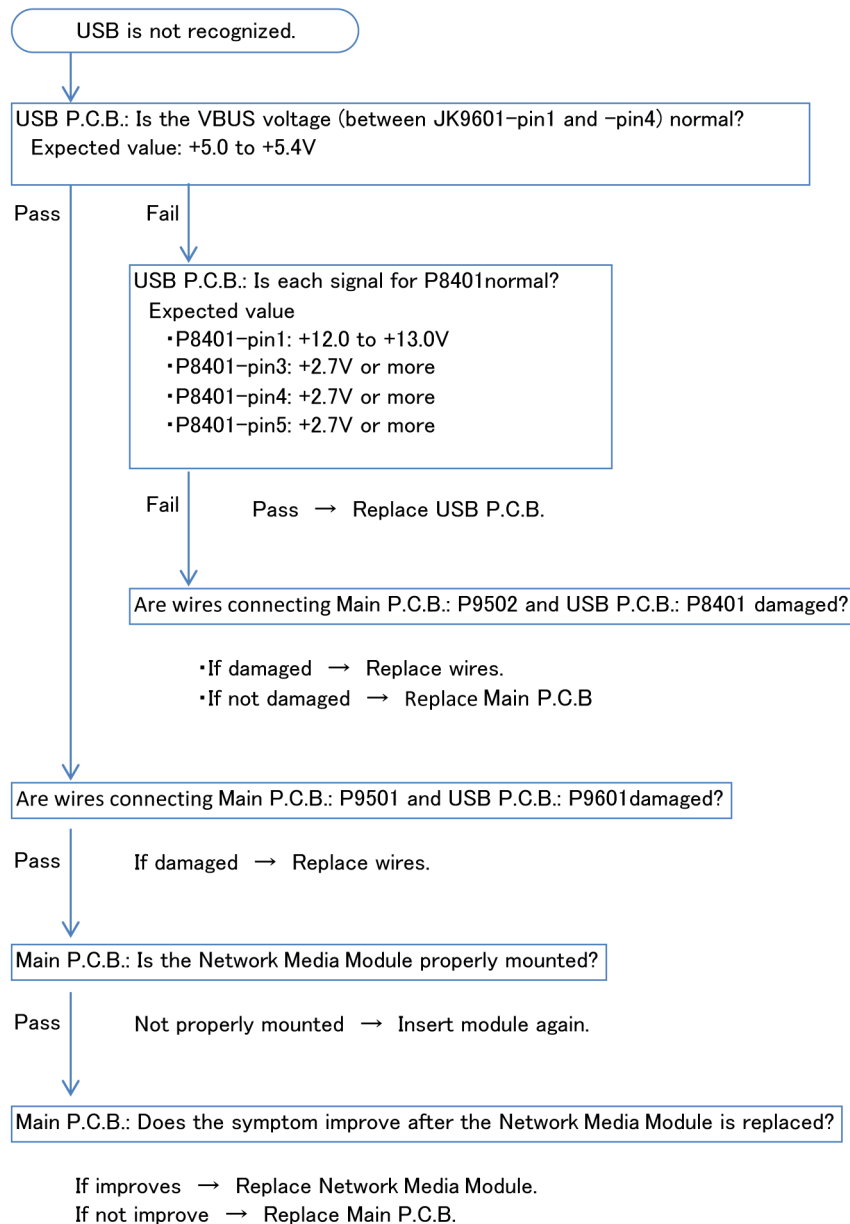 USB is not recognized.
USB P.C.B.: Is the VBUS voltage (between JK9601-pin1 and -pin4) normal?
Expected value: +5.0 to +5.4V
Pass
Fail
USB P.C.B.: Is each signal for P8401normal?
Expected value
・P8401-pin1: +12.0 to +13.0V
・P8401-pin3: +2.7V or more
・P8401-pin4: +2.7V or more
・P8401-pin5: +2.7V or more
Fail
Pass → Replace USB P.C.B.
Are wires connecting Main P.C.B.: P9502 and USB P.C.B.: P8401 damaged?
・If damaged → Replace wires.
・If not damaged → Replace Main P.C.B
Are wires connecting Main P.C.B.: P9501 and USB P.C.B.: P9601damaged?
Pass
If damaged → Replace wires.
Main P.C.B.: Is the Network Media Module properly mounted?
Pass
Not properly mounted → Insert module again.
Main P.C.B.: Does the symptom improve after the Network Media Module is replaced?
If improves → Replace Network Media Module.
If not improve → Replace Main P.C.B.